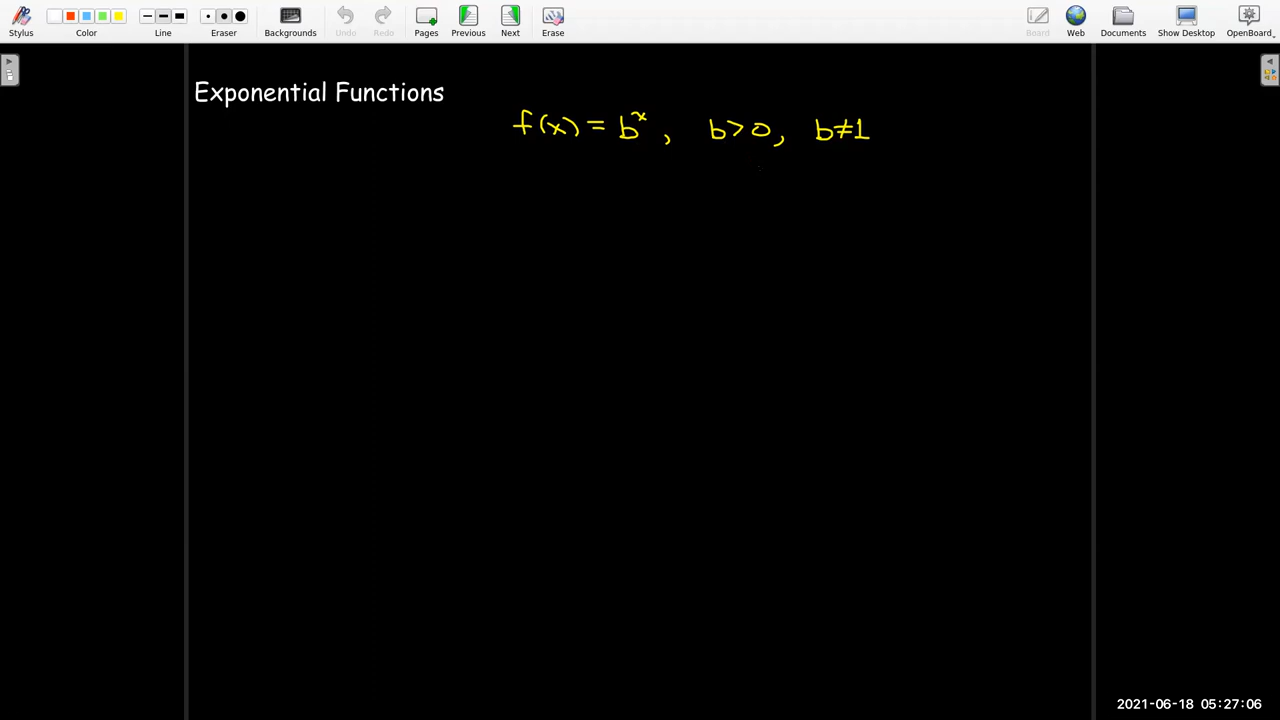 Stylus Color Line Eraser Backgrounds Undo Redo Pages Previous Next Erase Board Web Documents Show Desktop OpenBoard
Exponential Functions
f(x) = b^x , b>0, b≠1
2021-06-18 05:27:06